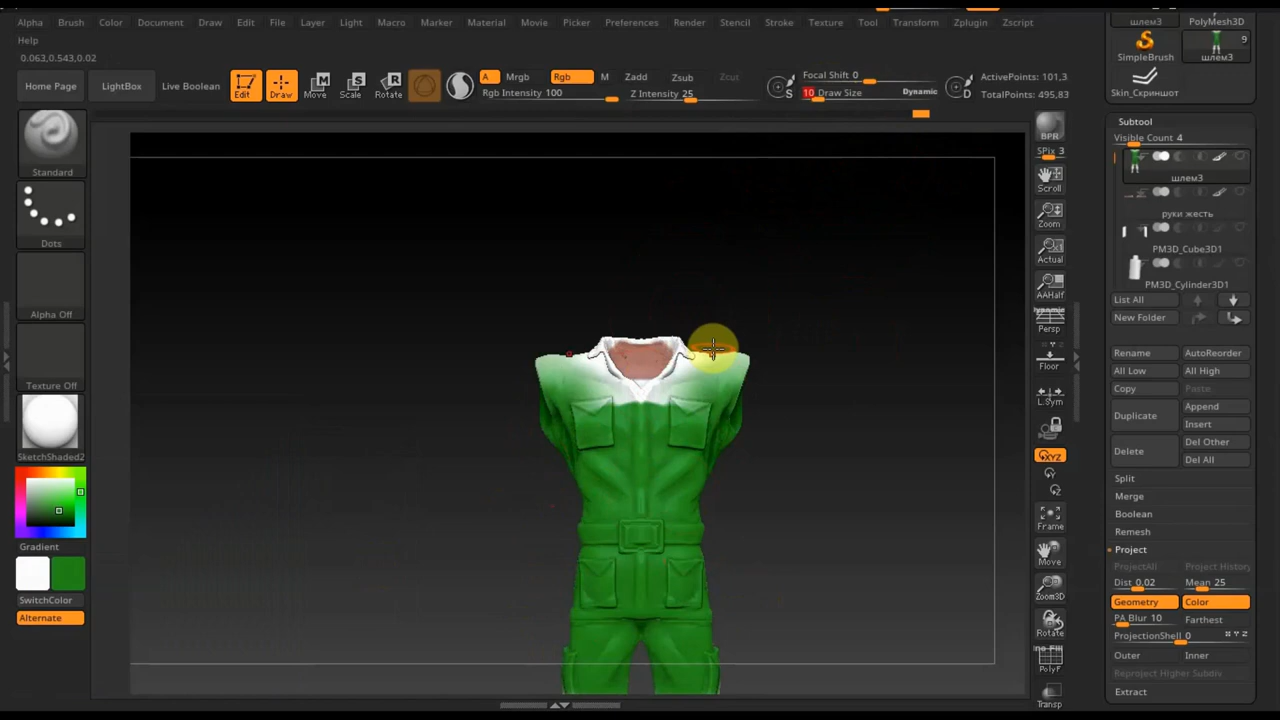 Alpha Brush Color Document Draw Edit File Layer Light Macro Marker Material Movie Picker Preferences Render Stencil Stroke Texture Tool Transform Zplugin Zscript
Help
0.063,0.543,0.02
Home Page
LightBox
Live Boolean
Edit
Draw
Move
Scale
Rotate
A
Mrgb
Rgb
M
Zadd
Zsub
Zcut
Rgb Intensity 100
Z Intensity 25
S
Focal Shift 0
10 Draw Size
Dynamic
D
ActivePoints: 101,3
TotalPoints: 495,83
шлем3
PolyMesh3D
SimpleBrush
9
шлем3
Skin_Скриншот
Standard
Dots
Alpha Off
Texture Off
SketchShaded2
Gradient
SwitchColor
Alternate
BPR
SPix 3
Scroll
Zoom
Actual
AAHalf
Dynamic
Persp
Floor
L.Sym
XYZ
Y
Z
Frame
Move
Zoom3D
Rotate
Line Fill
PolyF
Transp
Subtool
Visible Count 4
шлем3
руки жесть
PM3D_Cube3D1
PM3D_Cylinder3D1
List All
New Folder
Rename
AutoReorder
All Low
All High
Copy
Paste
Duplicate
Append
Insert
Delete
Del Other
Del All
Split
Merge
Boolean
Remesh
Project
ProjectAll
Project History
Dist 0.02
Mean 25
Geometry
Color
PA Blur 10
Farthest
ProjectionShell 0
X Y Z
Outer
Inner
Reproject Higher Subdiv
Extract